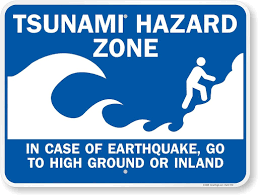 TSUNAMI HAZARD
ZONE
IN CASE OF EARTHQUAKE, GO
TO HIGH GROUND OR INLAND